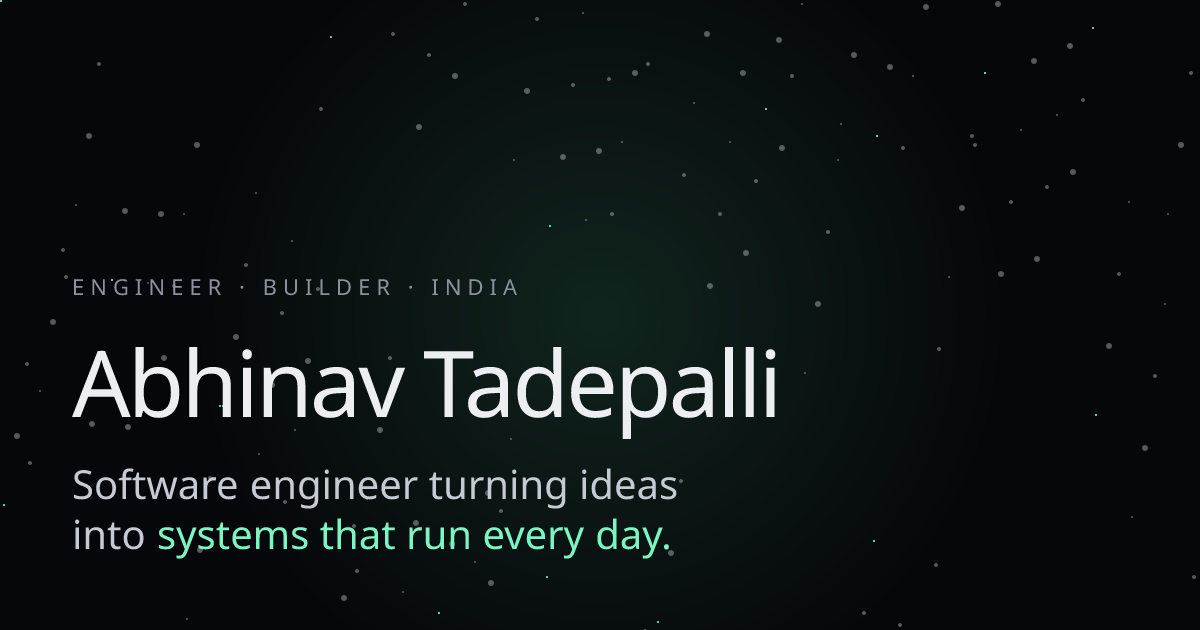 ENGINEER · BUILDER · INDIA
Abhinav Tadepalli
Software engineer turning ideas
into systems that run every day.